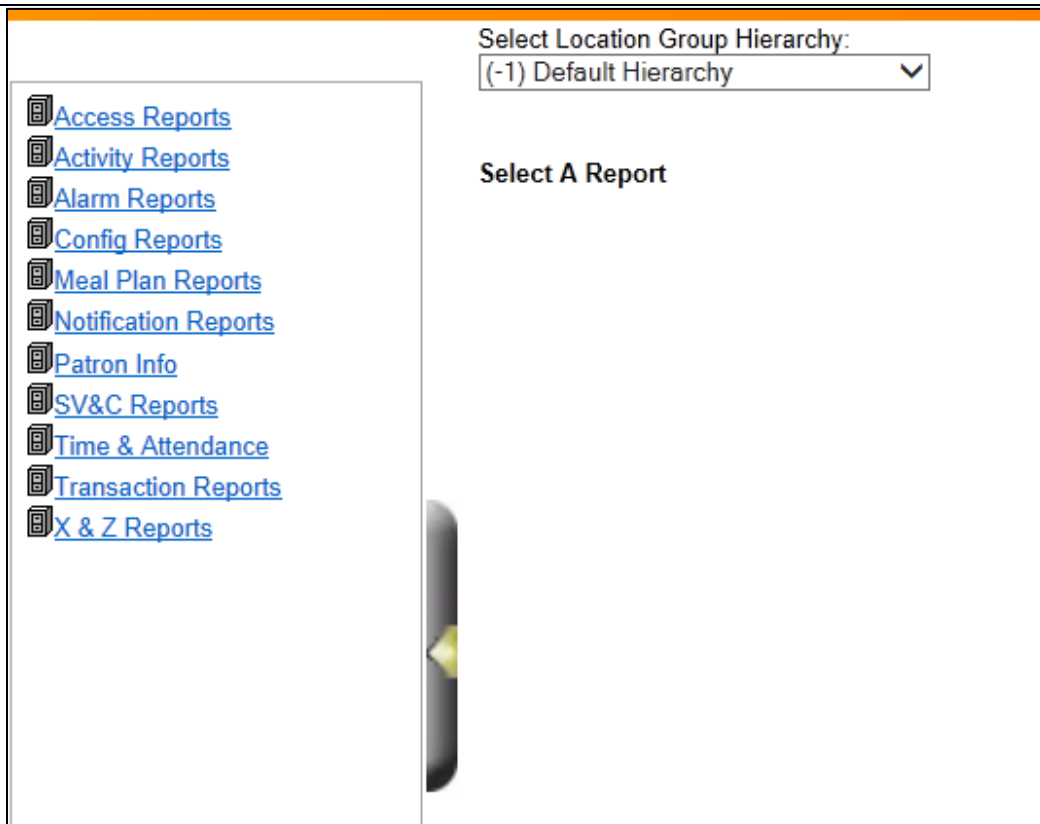 Select Location Group Hierarchy:
(-1) Default Hierarchy
Access Reports
Activity Reports
Alarm Reports
Config Reports
Meal Plan Reports
Notification Reports
Patron Info
SV&C Reports
Time & Attendance
Transaction Reports
X & Z Reports
Select A Report